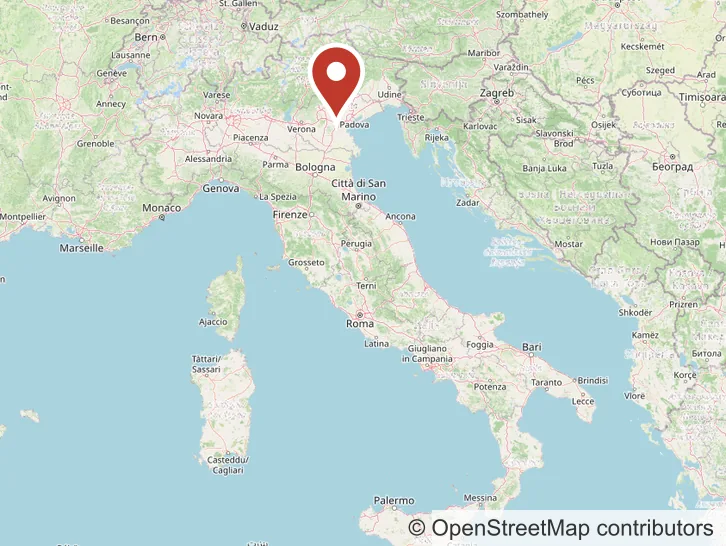 Besançon
Bern
St. Gallen
Vaduz
Szombathely
Magyarország
Kecskemét
Lausanne
Maribor
Pécs
Szeged
Arad
Genève
Annecy
Varese
Udine
Zagreb
Суботица
Timișoara
Novara
Verona
Padova
Trieste
Karlovac
Sisak
Osijek
Rijeka
Slavonski
Brod
Grenoble
Piacenza
Alessandria
Parma
Bologna
Banja Luka
Tuzla
Београд
Genova
Città di San
Marino
Avignon
La Spezia
Firenze
Ancona
Zadar
Montpellier
Monaco
Marseille
Perugia
Mostar
Нови Пазар
Grosseto
Terni
Prizren
Ajaccio
Roma
Shkodër
Latina
Giugliano
in Campania
Foggia
Bari
Kamëz
Битола
Tàttari/
Sassari
Potenza
Taranto
Brindisi
Lecce
Vlorë
Korçë
Casteddu/
Cagliari
Palermo
Messina
© OpenStreetMap contributors